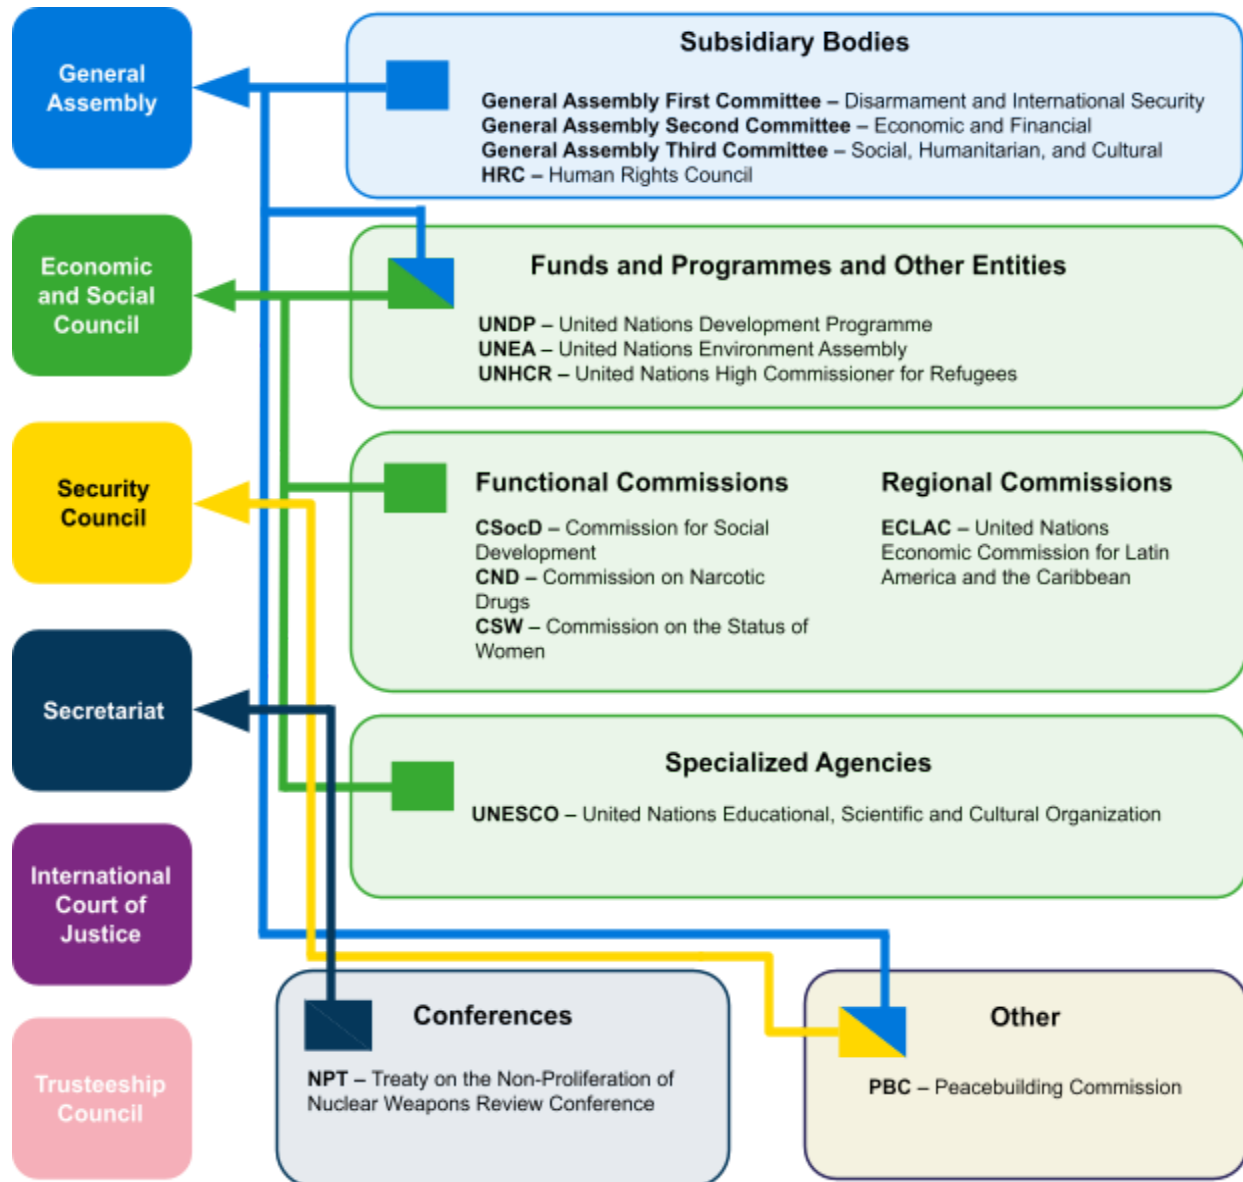 General
Assembly
Subsidiary Bodies
General Assembly First Committee – Disarmament and International Security
General Assembly Second Committee – Economic and Financial
General Assembly Third Committee – Social, Humanitarian, and Cultural
HRC – Human Rights Council
Economic
and Social
Council
Funds and Programmes and Other Entities
UNDP – United Nations Development Programme
UNEA – United Nations Environment Assembly
UNHCR – United Nations High Commissioner for Refugees
Security
Council
Functional Commissions
CSocD – Commission for Social
Development
CND – Commission on Narcotic
Drugs
CSW – Commission on the Status of
Women
Regional Commissions
ECLAC – United Nations
Economic Commission for Latin
America and the Caribbean
Secretariat
Specialized Agencies
UNESCO – United Nations Educational, Scientific and Cultural Organization
International
Court of
Justice
Trusteeship
Council
Conferences
NPT – Treaty on the Non-Proliferation of
Nuclear Weapons Review Conference
Other
PBC – Peacebuilding Commission